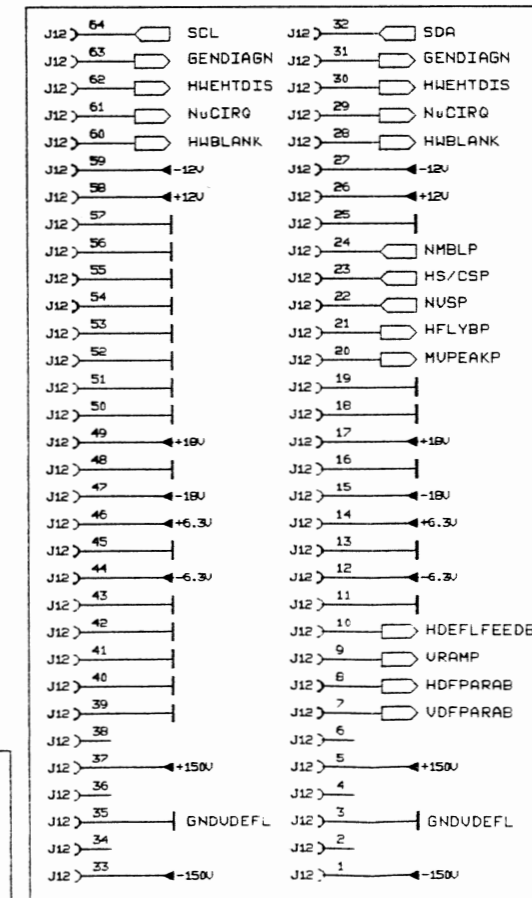 J12 64 SCL J12 32 SDA
J12 63 GENDIAGN J12 31 GENDIAGN
J12 62 HWEHTDIS J12 30 HWEHTDIS
J12 61 NuCIRQ J12 29 NuCIRQ
J12 60 HWBLANK J12 28 HWBLANK
J12 59 -12V J12 27 -12V
J12 58 +12V J12 26 +12V
J12 57 J12 25
J12 56 J12 24 NMBLP
J12 55 J12 23 HS/CSP
J12 54 J12 22 NVSP
J12 53 J12 21 HFLYBP
J12 52 J12 20 MVPEAKP
J12 51 J12 19
J12 50 J12 18
J12 49 +18V J12 17 +18V
J12 48 J12 16
J12 47 -18V J12 15 -18V
J12 46 +6.3V J12 14 +6.3V
J12 45 J12 13
J12 44 -6.3V J12 12 -6.3V
J12 43 J12 11
J12 42 J12 10 HDEFLFEEDB
J12 41 J12 9 VRAMP
J12 40 J12 8 HDFPARAB
J12 39 J12 7 VDFPARAB
J12 38 J12 6
J12 37 +150V J12 5 +150V
J12 36 J12 4
J12 35 GNDVDEFL J12 3 GNDVDEFL
J12 34 J12 2
J12 33 -150V J12 1 -150V